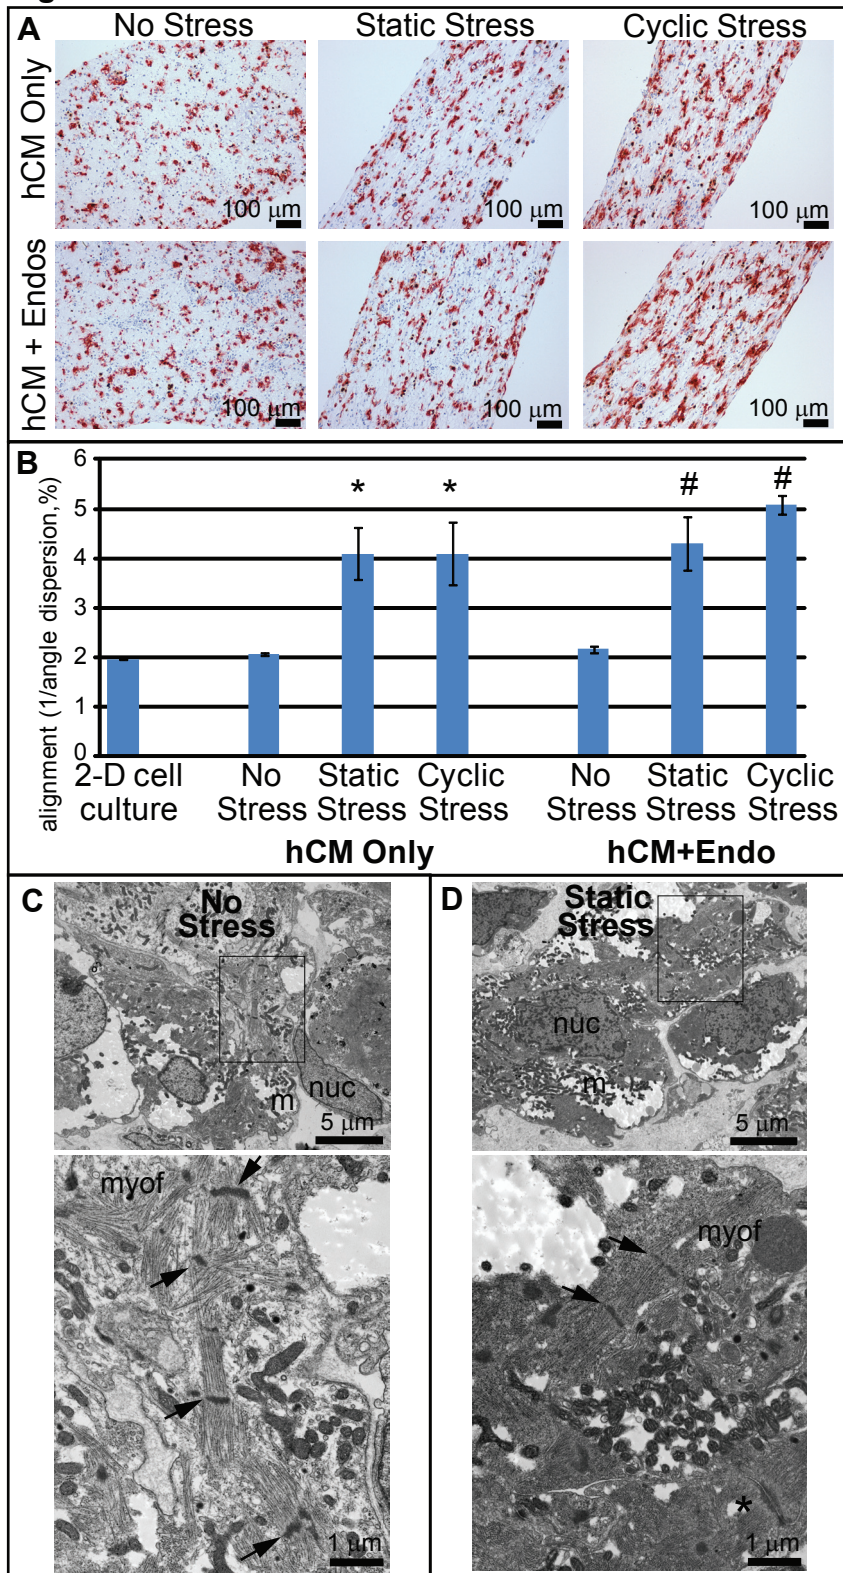 A
No Stress
Static Stress
Cyclic Stress
hCM Only
100 μm
100 μm
100 μm
hCM + Endos
100 μm
100 μm
100 μm
B
alignment (1/angle dispersion,%)
6
5
4
3
2
1
0
*
*
#
#
2-D cell
culture
No
Stress
Static
Stress
Cyclic
Stress
No
Stress
Static
Stress
Cyclic
Stress
hCM Only
hCM+Endo
C
No
Stress
nuc
m
5 μm
myof
1 μm
D
Static
Stress
nuc
m
5 μm
myof
*
1 μm